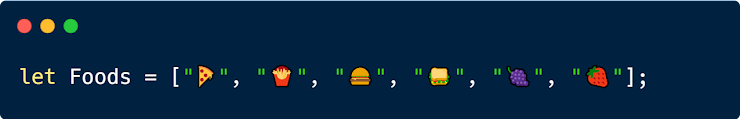 let Foods = ["🍕", "🍟", "🍔", "🥪", "🍇", "🍓"];